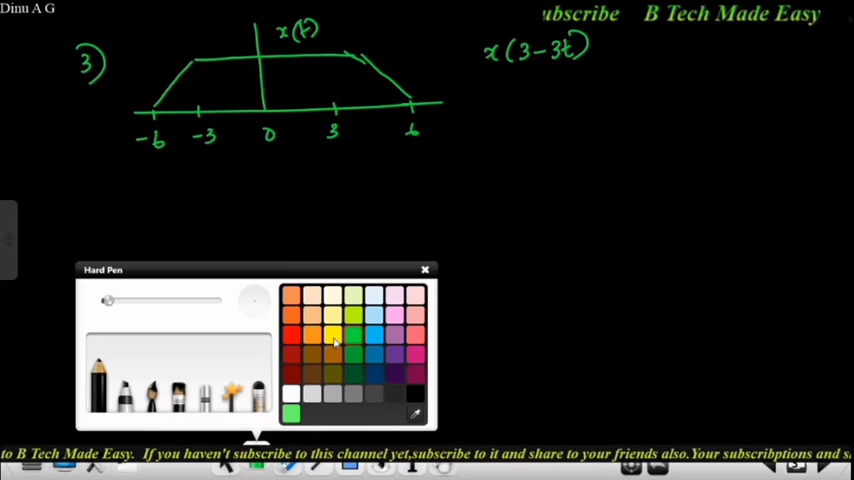 Dinu A G
ubscribe B Tech Made Easy
3)
x(t)
x(3-3t)
-6 -3 0 3 6
Hard Pen
to B Tech Made Easy. If you haven't subscribe to this channel yet,subscribe to it and share to your friends also.Your subscribptions and s